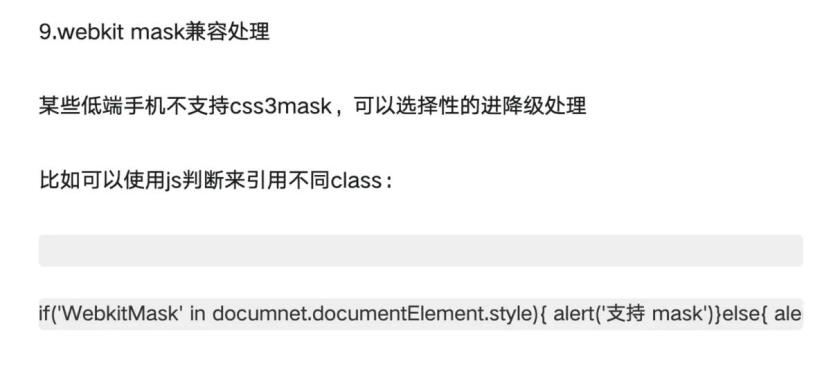 9.webkit mask兼容处理
某些低端手机不支持css3mask，可以选择性的进降级处理
比如可以使用js判断来引用不同class：
if('WebkitMask' in documnet.documentElement.style){ alert('支持 mask')}else{ ale